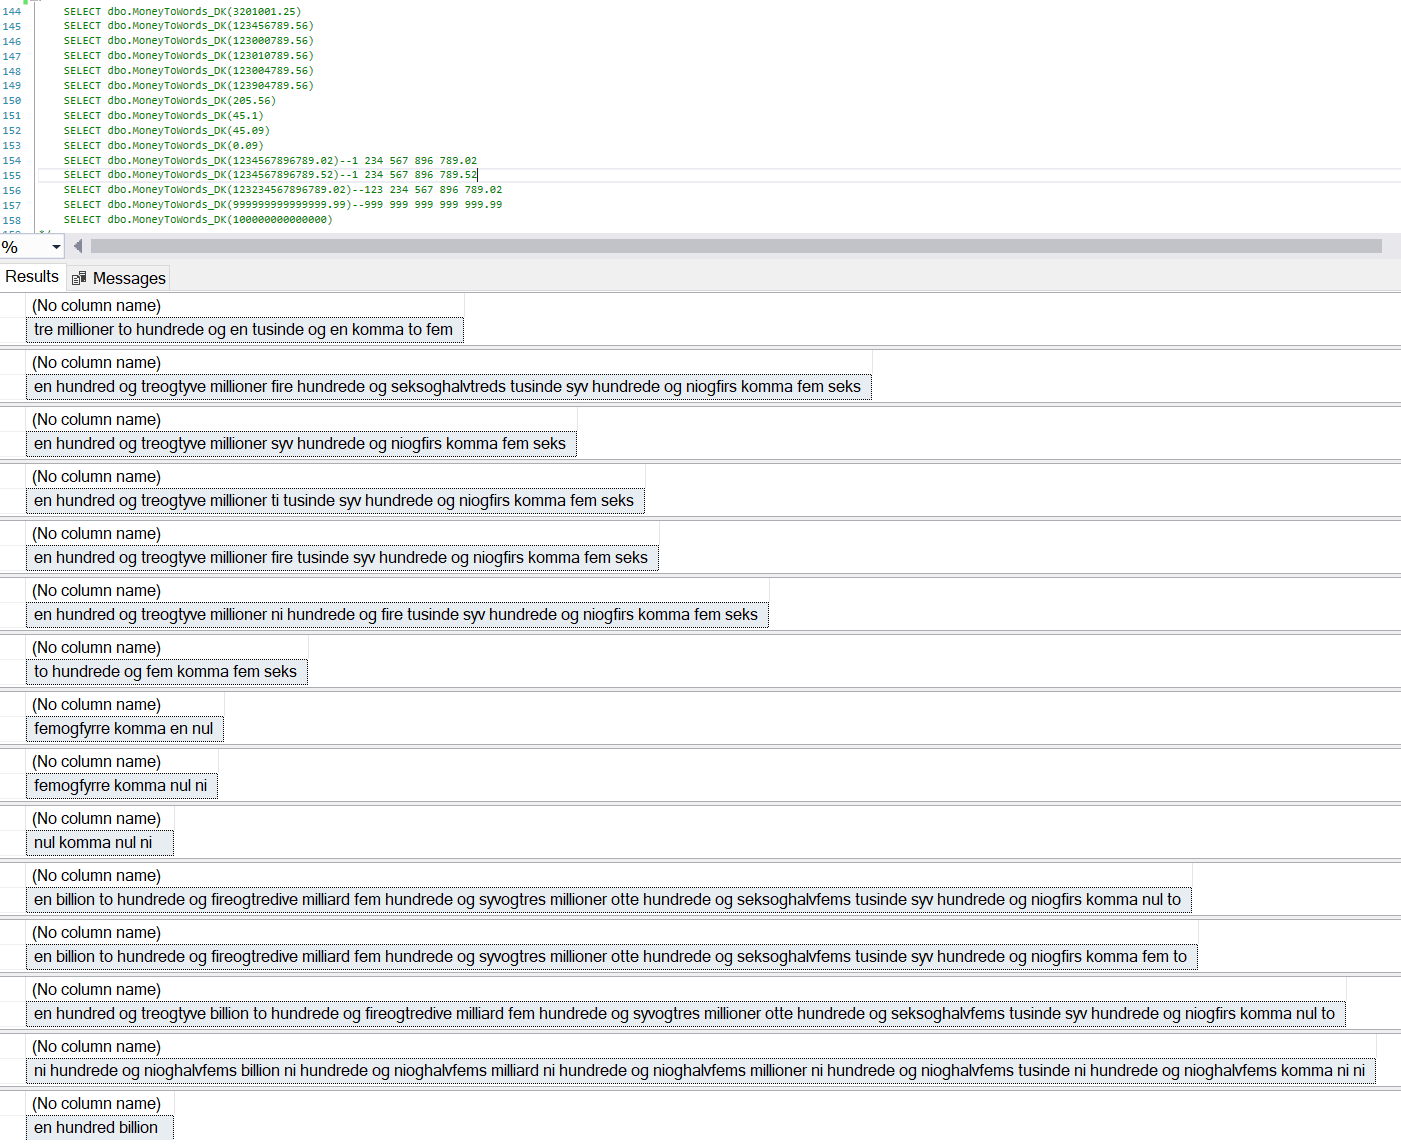 144 SELECT dbo.MoneyToWords_DK(3201001.25)
145 SELECT dbo.MoneyToWords_DK(123456789.56)
146 SELECT dbo.MoneyToWords_DK(123000789.56)
147 SELECT dbo.MoneyToWords_DK(123010789.56)
148 SELECT dbo.MoneyToWords_DK(123004789.56)
149 SELECT dbo.MoneyToWords_DK(123904789.56)
150 SELECT dbo.MoneyToWords_DK(205.56)
151 SELECT dbo.MoneyToWords_DK(45.1)
152 SELECT dbo.MoneyToWords_DK(45.09)
153 SELECT dbo.MoneyToWords_DK(0.09)
154 SELECT dbo.MoneyToWords_DK(1234567896789.02)--1 234 567 896 789.02
155 SELECT dbo.MoneyToWords_DK(1234567896789.52)--1 234 567 896 789.52
156 SELECT dbo.MoneyToWords_DK(123234567896789.02)--123 234 567 896 789.02
157 SELECT dbo.MoneyToWords_DK(999999999999999.99)--999 999 999 999 999.99
158 SELECT dbo.MoneyToWords_DK(100000000000000)
%
Results Messages
(No column name)
tre millioner to hundrede og en tusinde og en komma to fem
(No column name)
en hundred og treogtyve millioner fire hundrede og seksoghalvtreds tusinde syv hundrede og niogfirs komma fem seks
(No column name)
en hundred og treogtyve millioner syv hundrede og niogfirs komma fem seks
(No column name)
en hundred og treogtyve millioner ti tusinde syv hundrede og niogfirs komma fem seks
(No column name)
en hundred og treogtyve millioner fire tusinde syv hundrede og niogfirs komma fem seks
(No column name)
en hundred og treogtyve millioner ni hundrede og fire tusinde syv hundrede og niogfirs komma fem seks
(No column name)
to hundrede og fem komma fem seks
(No column name)
femogfyrre komma en nul
(No column name)
femogfyrre komma nul ni
(No column name)
nul komma nul ni
(No column name)
en billion to hundrede og fireogtredive milliard fem hundrede og syvogtres millioner otte hundrede og seksoghalvfems tusinde syv hundrede og niogfirs komma nul to
(No column name)
en billion to hundrede og fireogtredive milliard fem hundrede og syvogtres millioner otte hundrede og seksoghalvfems tusinde syv hundrede og niogfirs komma fem to
(No column name)
en hundred og treogtyve billion to hundrede og fireogtredive milliard fem hundrede og syvogtres millioner otte hundrede og seksoghalvfems tusinde syv hundrede og niogfirs komma nul to
(No column name)
ni hundrede og nioghalvfems billion ni hundrede og nioghalvfems milliard ni hundrede og nioghalvfems millioner ni hundrede og nioghalvfems tusinde ni hundrede og nioghalvfems komma ni ni
(No column name)
en hundred billion